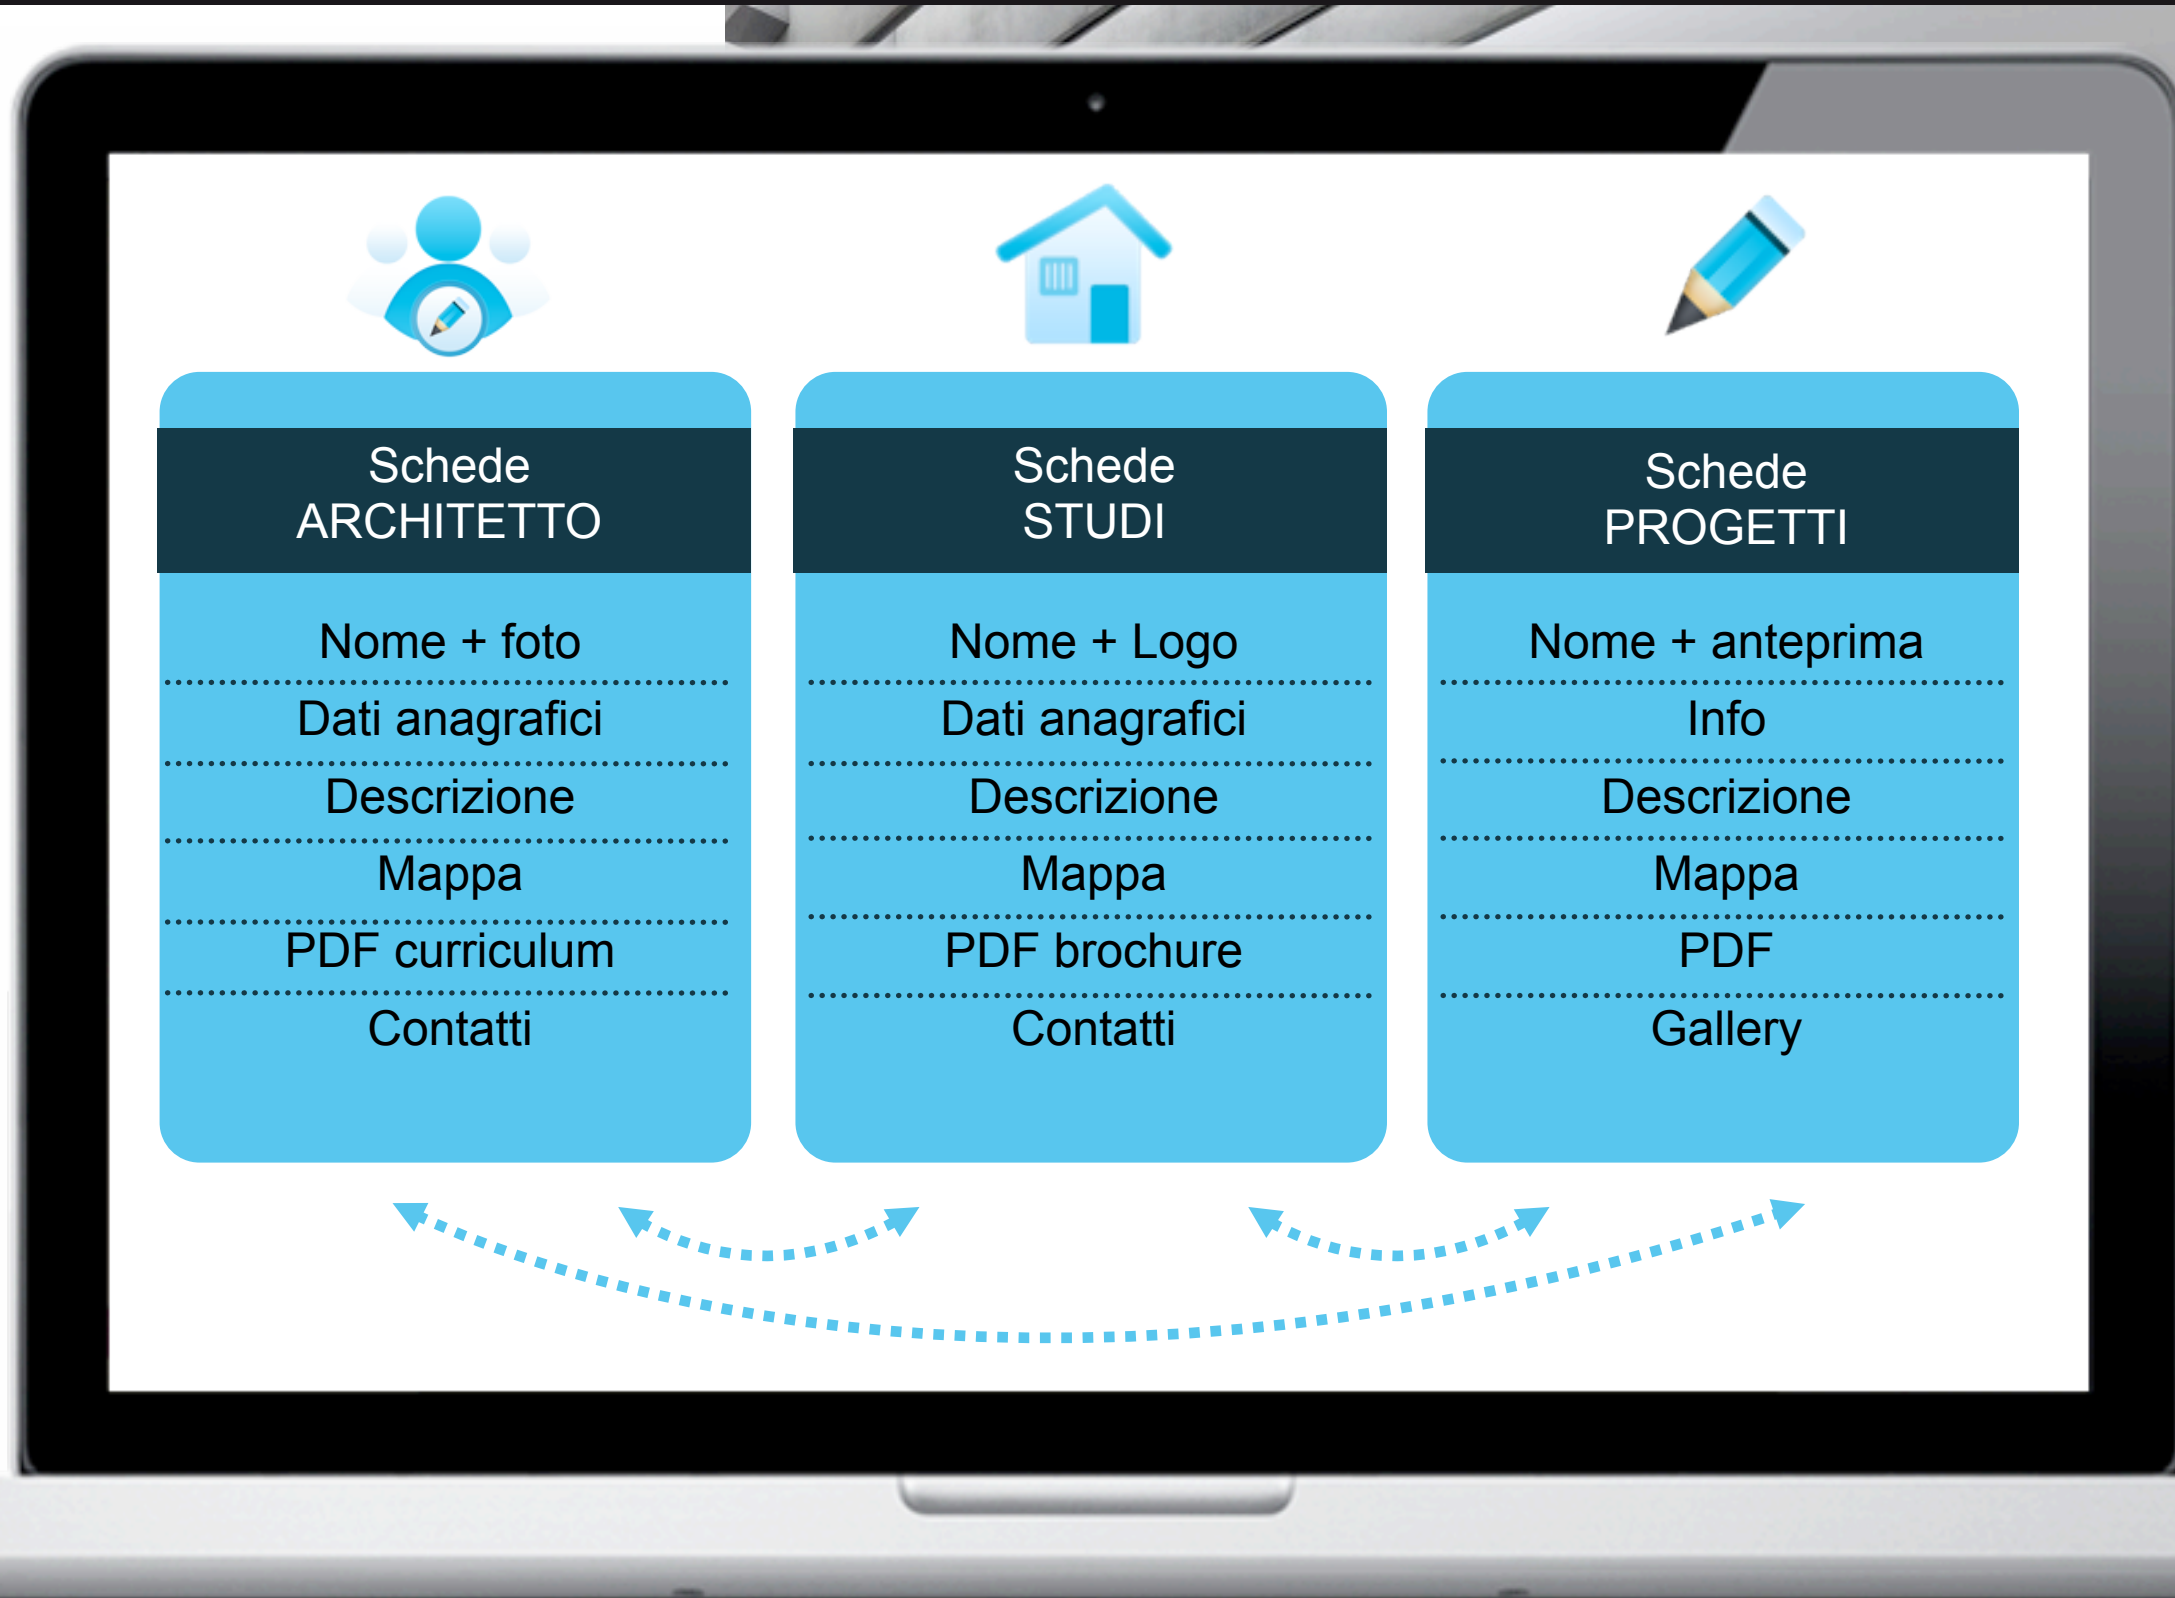 Schede
ARCHITETTO
Nome + foto
Dati anagrafici
Descrizione
Mappa
PDF curriculum
Contatti
Schede
STUDI
Nome + Logo
Dati anagrafici
Descrizione
Mappa
PDF brochure
Contatti
Schede
PROGETTI
Nome + anteprima
Info
Descrizione
Mappa
PDF
Gallery